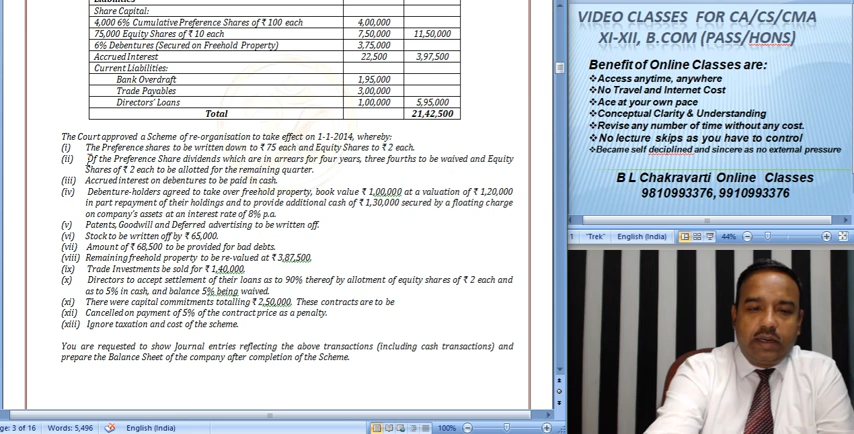 Liabilities
Share Capital:
4,000 6% Cumulative Preference Shares of ₹ 100 each 4,00,000
75,000 Equity Shares of ₹ 10 each 7,50,000 11,50,000
6% Debentures (Secured on Freehold Property) 3,75,000
Accrued Interest 22,500 3,97,500
Current Liabilities:
Bank Overdraft 1,95,000
Trade Payables 3,00,000
Directors' Loans 1,00,000 5,95,000
Total 21,42,500
The Court approved a Scheme of re-organisation to take effect on 1-1-2014, whereby:
(i) The Preference shares to be written down to ₹ 75 each and Equity Shares to ₹ 2 each.
(ii) Of the Preference Share dividends which are in arrears for four years, three fourths to be waived and Equity
Shares of ₹ 2 each to be allotted for the remaining quarter.
(iii) Accrued interest on debentures to be paid in cash.
(iv) Debenture-holders agreed to take over freehold property, book value ₹ 1,00,000 at a valuation of ₹ 1,20,000
in part repayment of their holdings and to provide additional cash of ₹ 1,30,000 secured by a floating charge
on company's assets at an interest rate of 8% p.a.
(v) Patents, Goodwill and Deferred advertising to be written off.
(vi) Stock to be written off by ₹ 65,000.
(vii) Amount of ₹ 68,500 to be provided for bad debts.
(viii) Remaining freehold property to be re-valued at ₹ 3,87,500.
(ix) Trade Investments be sold for ₹ 1,40,000.
(x) Directors to accept settlement of their loans as to 90% thereof by allotment of equity shares of ₹ 2 each and
as to 5% in cash, and balance 5% being waived.
(xi) There were capital commitments totalling ₹ 2,50,000. These contracts are to be
(xii) Cancelled on payment of 5% of the contract price as a penalty.
(xiii) Ignore taxation and cost of the scheme.
You are requested to show Journal entries reflecting the above transactions (including cash transactions) and
prepare the Balance Sheet of the company after completion of the Scheme.
ge: 3 of 16 Words: 5,496 English (India) 100%
VIDEO CLASSES FOR CA/CS/CMA
XI-XII, B.COM (PASS/HONS)
Benefit of Online Classes are:
❖Access anytime, anywhere
❖No Travel and Internet Cost
❖Ace at your own pace
❖Conceptual Clarity & Understanding
❖Revise any number of time without any cost.
❖No lecture skips as you have to control
❖Became self deciplined and sincere as no external pressure
B L Chakravarti Online Classes
9810993376, 9910993376
1 "Trek" English (India) 44%